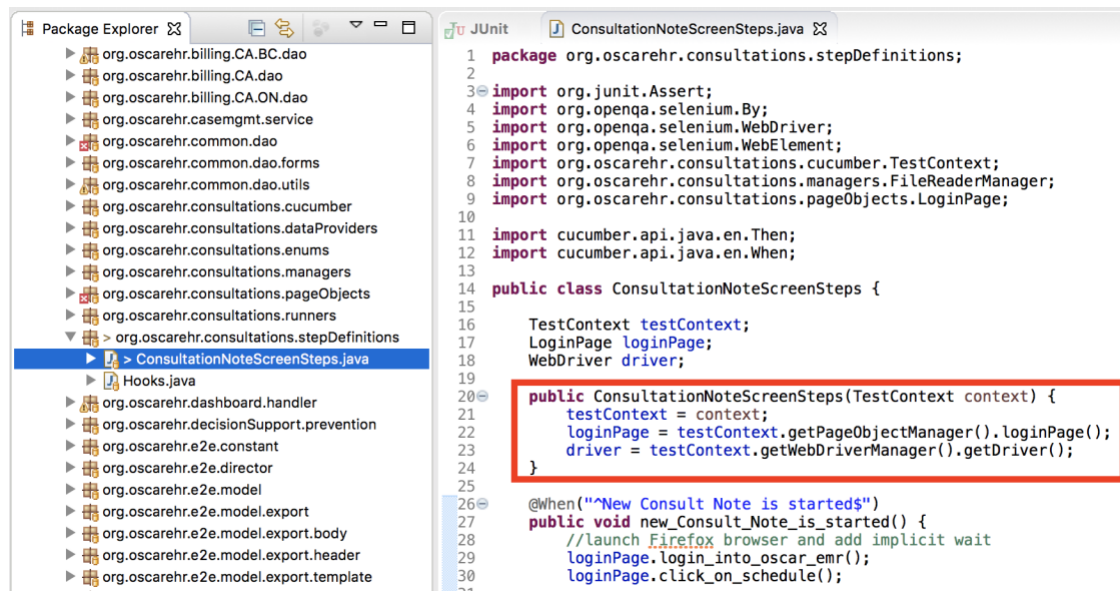 Package Explorer
org.oscarehr.billing.CA.BC.dao
org.oscarehr.billing.CA.dao
org.oscarehr.billing.CA.ON.dao
org.oscarehr.casemgmt.service
org.oscarehr.common.dao
org.oscarehr.common.dao.forms
org.oscarehr.common.dao.utils
org.oscarehr.consultations.cucumber
org.oscarehr.consultations.dataProviders
org.oscarehr.consultations.enums
org.oscarehr.consultations.managers
org.oscarehr.consultations.pageObjects
org.oscarehr.consultations.runners
> org.oscarehr.consultations.stepDefinitions
> ConsultationNoteScreenSteps.java
Hooks.java
org.oscarehr.dashboard.handler
org.oscarehr.decisionSupport.prevention
org.oscarehr.e2e.constant
org.oscarehr.e2e.director
org.oscarehr.e2e.model
org.oscarehr.e2e.model.export
org.oscarehr.e2e.model.export.body
org.oscarehr.e2e.model.export.header
org.oscarehr.e2e.model.export.template
JUnit
ConsultationNoteScreenSteps.java
1 package org.oscarehr.consultations.stepDefinitions;
2
3 import org.junit.Assert;
4 import org.openqa.selenium.By;
5 import org.openqa.selenium.WebDriver;
6 import org.openqa.selenium.WebElement;
7 import org.oscarehr.consultations.cucumber.TestContext;
8 import org.oscarehr.consultations.managers.FileReaderManager;
9 import org.oscarehr.consultations.pageObjects.LoginPage;
10
11 import cucumber.api.java.en.Then;
12 import cucumber.api.java.en.When;
13
14 public class ConsultationNoteScreenSteps {
15
16 TestContext testContext;
17 LoginPage loginPage;
18 WebDriver driver;
19
20 public ConsultationNoteScreenSteps(TestContext context) {
21 testContext = context;
22 loginPage = testContext.getPageObjectManager().loginPage();
23 driver = testContext.getWebDriverManager().getDriver();
24 }
25
26 @When("^New Consult Note is started$")
27 public void new_Consult_Note_is_started() {
28 //launch Firefox browser and add implicit wait
29 loginPage.login_into_oscar_emr();
30 loginPage.click_on_schedule();